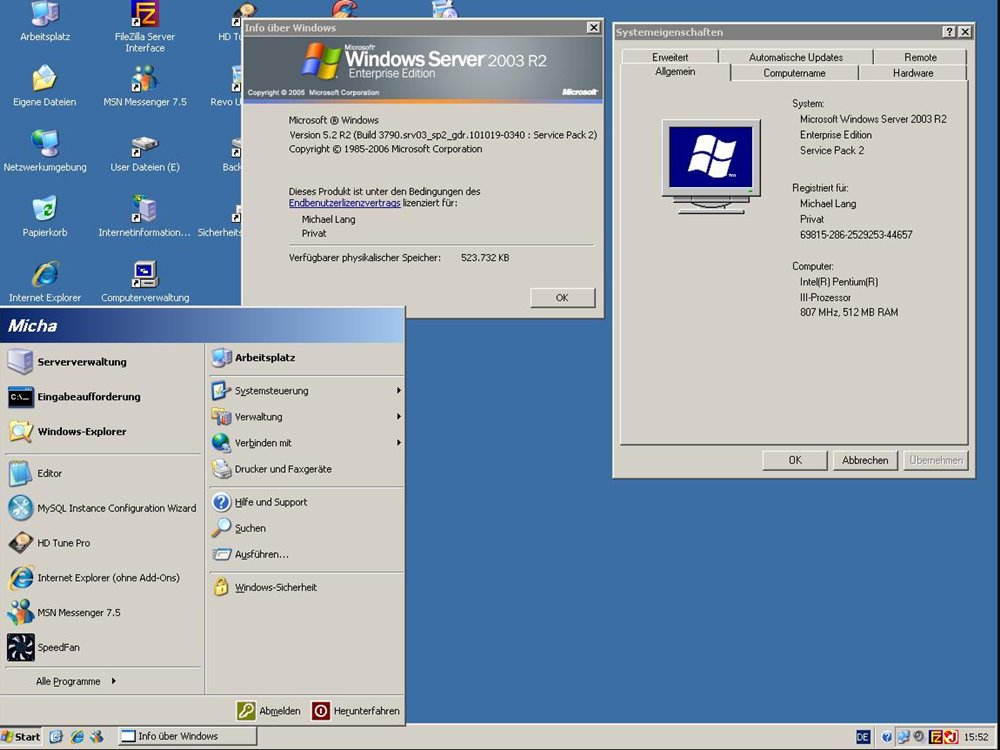 Arbeitsplatz
FileZilla Server
Interface
HD Tu
Eigene Dateien
MSN Messenger 7.5
Revo U
Netzwerkumgebung
User Dateien (E)
Back
Papierkorb
Internetinformation...
Sicherheits
Internet Explorer
Computerverwaltung
Info über Windows
Microsoft®
Windows Server 2003 R2
Enterprise Edition
Copyright © 2005 Microsoft Corporation
Microsoft
Microsoft ® Windows
Version 5.2 R2 (Build 3790.srv03_sp2_gdr.101019-0340 : Service Pack 2)
Copyright © 1985-2006 Microsoft Corporation
Dieses Produkt ist unter den Bedingungen des
Endbenutzerlizenzvertrags lizenziert für:
Michael Lang
Privat
Verfügbarer physikalischer Speicher: 523.732 KB
OK
Systemeigenschaften
Erweitert
Automatische Updates
Remote
Allgemein
Computername
Hardware
System:
Microsoft Windows Server 2003 R2
Enterprise Edition
Service Pack 2
Registriert für:
Michael Lang
Privat
69815-286-2529253-44657
Computer:
Intel(R) Pentium(R)
III-Prozessor
807 MHz, 512 MB RAM
OK
Abbrechen
Übernehmen
Micha
Serververwaltung
Eingabeaufforderung
Windows-Explorer
Editor
MySQL Instance Configuration Wizard
HD Tune Pro
Internet Explorer (ohne Add-Ons)
MSN Messenger 7.5
SpeedFan
Alle Programme
Arbeitsplatz
Systemsteuerung
Verwaltung
Verbinden mit
Drucker und Faxgeräte
Hilfe und Support
Suchen
Ausführen...
Windows-Sicherheit
Abmelden
Herunterfahren
Start
Info über Windows
DE
15:52